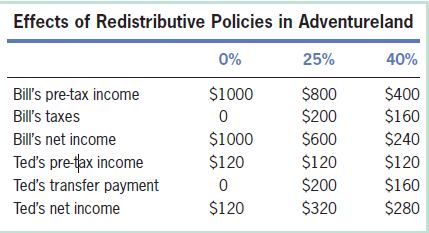 Effects of Redistributive Policies in Adventureland
0% 25% 40%
Bill's pre-tax income $1000 $800 $400
Bill's taxes 0 $200 $160
Bill's net income $1000 $600 $240
Ted's pre-tax income $120 $120 $120
Ted's transfer payment 0 $200 $160
Ted's net income $120 $320 $280